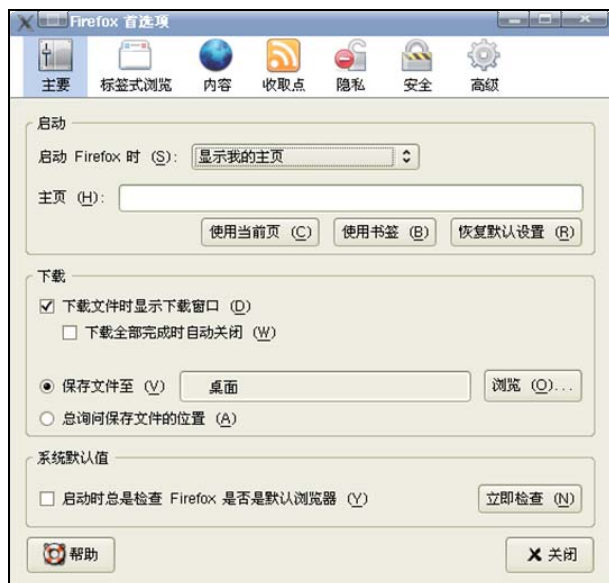 Firefox 首选项
主要 标签式浏览 内容 收取点 隐私 安全 高级
启动
启动 Firefox 时 (S): 显示我的主页
主页 (H):
使用当前页 (C) 使用书签 (B) 恢复默认设置 (R)
下载
下载文件时显示下载窗口 (D)
下载全部完成时自动关闭 (W)
保存文件至 (V) 桌面 浏览 (O)...
总询问保存文件的位置 (A)
系统默认值
启动时总是检查 Firefox 是否是默认浏览器 (Y) 立即检查 (N)
帮助 关闭